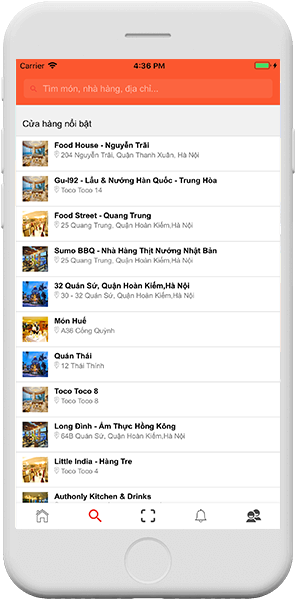 Carrier
4:36 PM
Tìm món, nhà hàng, địa chỉ...
Cửa hàng nổi bật
Food House - Nguyễn Trãi
204 Nguyễn Trãi, Quận Thanh Xuân, Hà Nội
Gu-I92 - Lẩu & Nướng Hàn Quốc - Trung Hòa
Toco Toco 14
Food Street - Quang Trung
25 Quang Trung, Quận Hoàn Kiếm,Hà Nội
Sumo BBQ - Nhà Hàng Thịt Nướng Nhật Bản
25 Quang Trung, Quận Hoàn Kiếm,Hà Nội
32 Quán Sứ, Quận Hoàn Kiếm,Hà Nội
30 - 32 Quán Sứ, Quận Hoàn Kiếm,Hà Nội
Món Huế
A36 Cống Quỳnh
Quán Thái
12 Thái Thính
Toco Toco 8
Toco Toco 8
Long Đình - Ẩm Thực Hồng Kông
64B Quán Sứ, Quận Hoàn Kiếm,Hà Nội
Little India - Hàng Tre
Toco Toco 4
Authonly Kitchen & Drinks